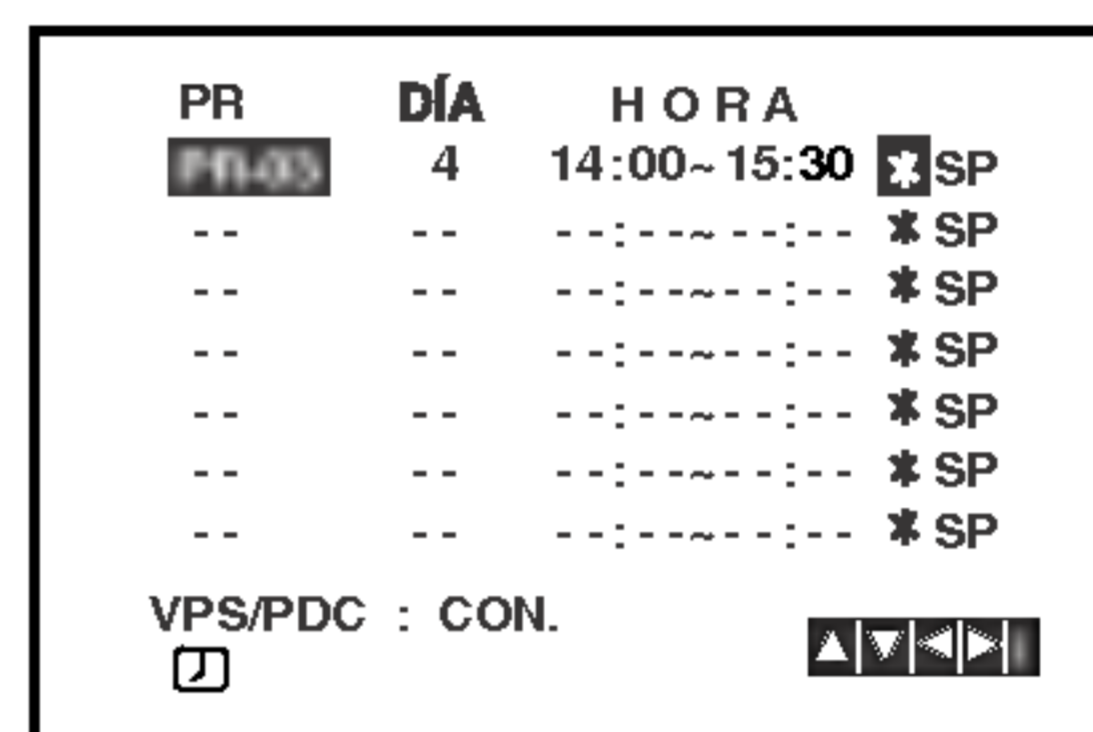 PR DÍA HORA
4 14:00~15:30 * SP
-- -- --:--~--:-- * SP
-- -- --:--~--:-- * SP
-- -- --:--~--:-- * SP
-- -- --:--~--:-- * SP
-- -- --:--~--:-- * SP
-- -- --:--~--:-- * SP
VPS/PDC : CON.